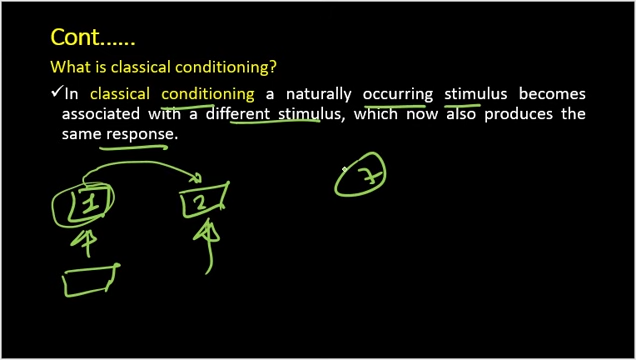 Cont......
What is classical conditioning?
✓In classical conditioning a naturally occurring stimulus becomes
associated with a different stimulus, which now also produces the
same response.
1 2